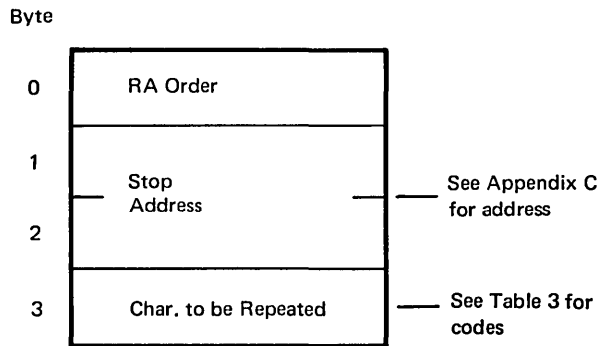 Byte
0 RA Order
1
Stop See Appendix C
Address for address
2
3 Char. to be Repeated See Table 3 for
codes